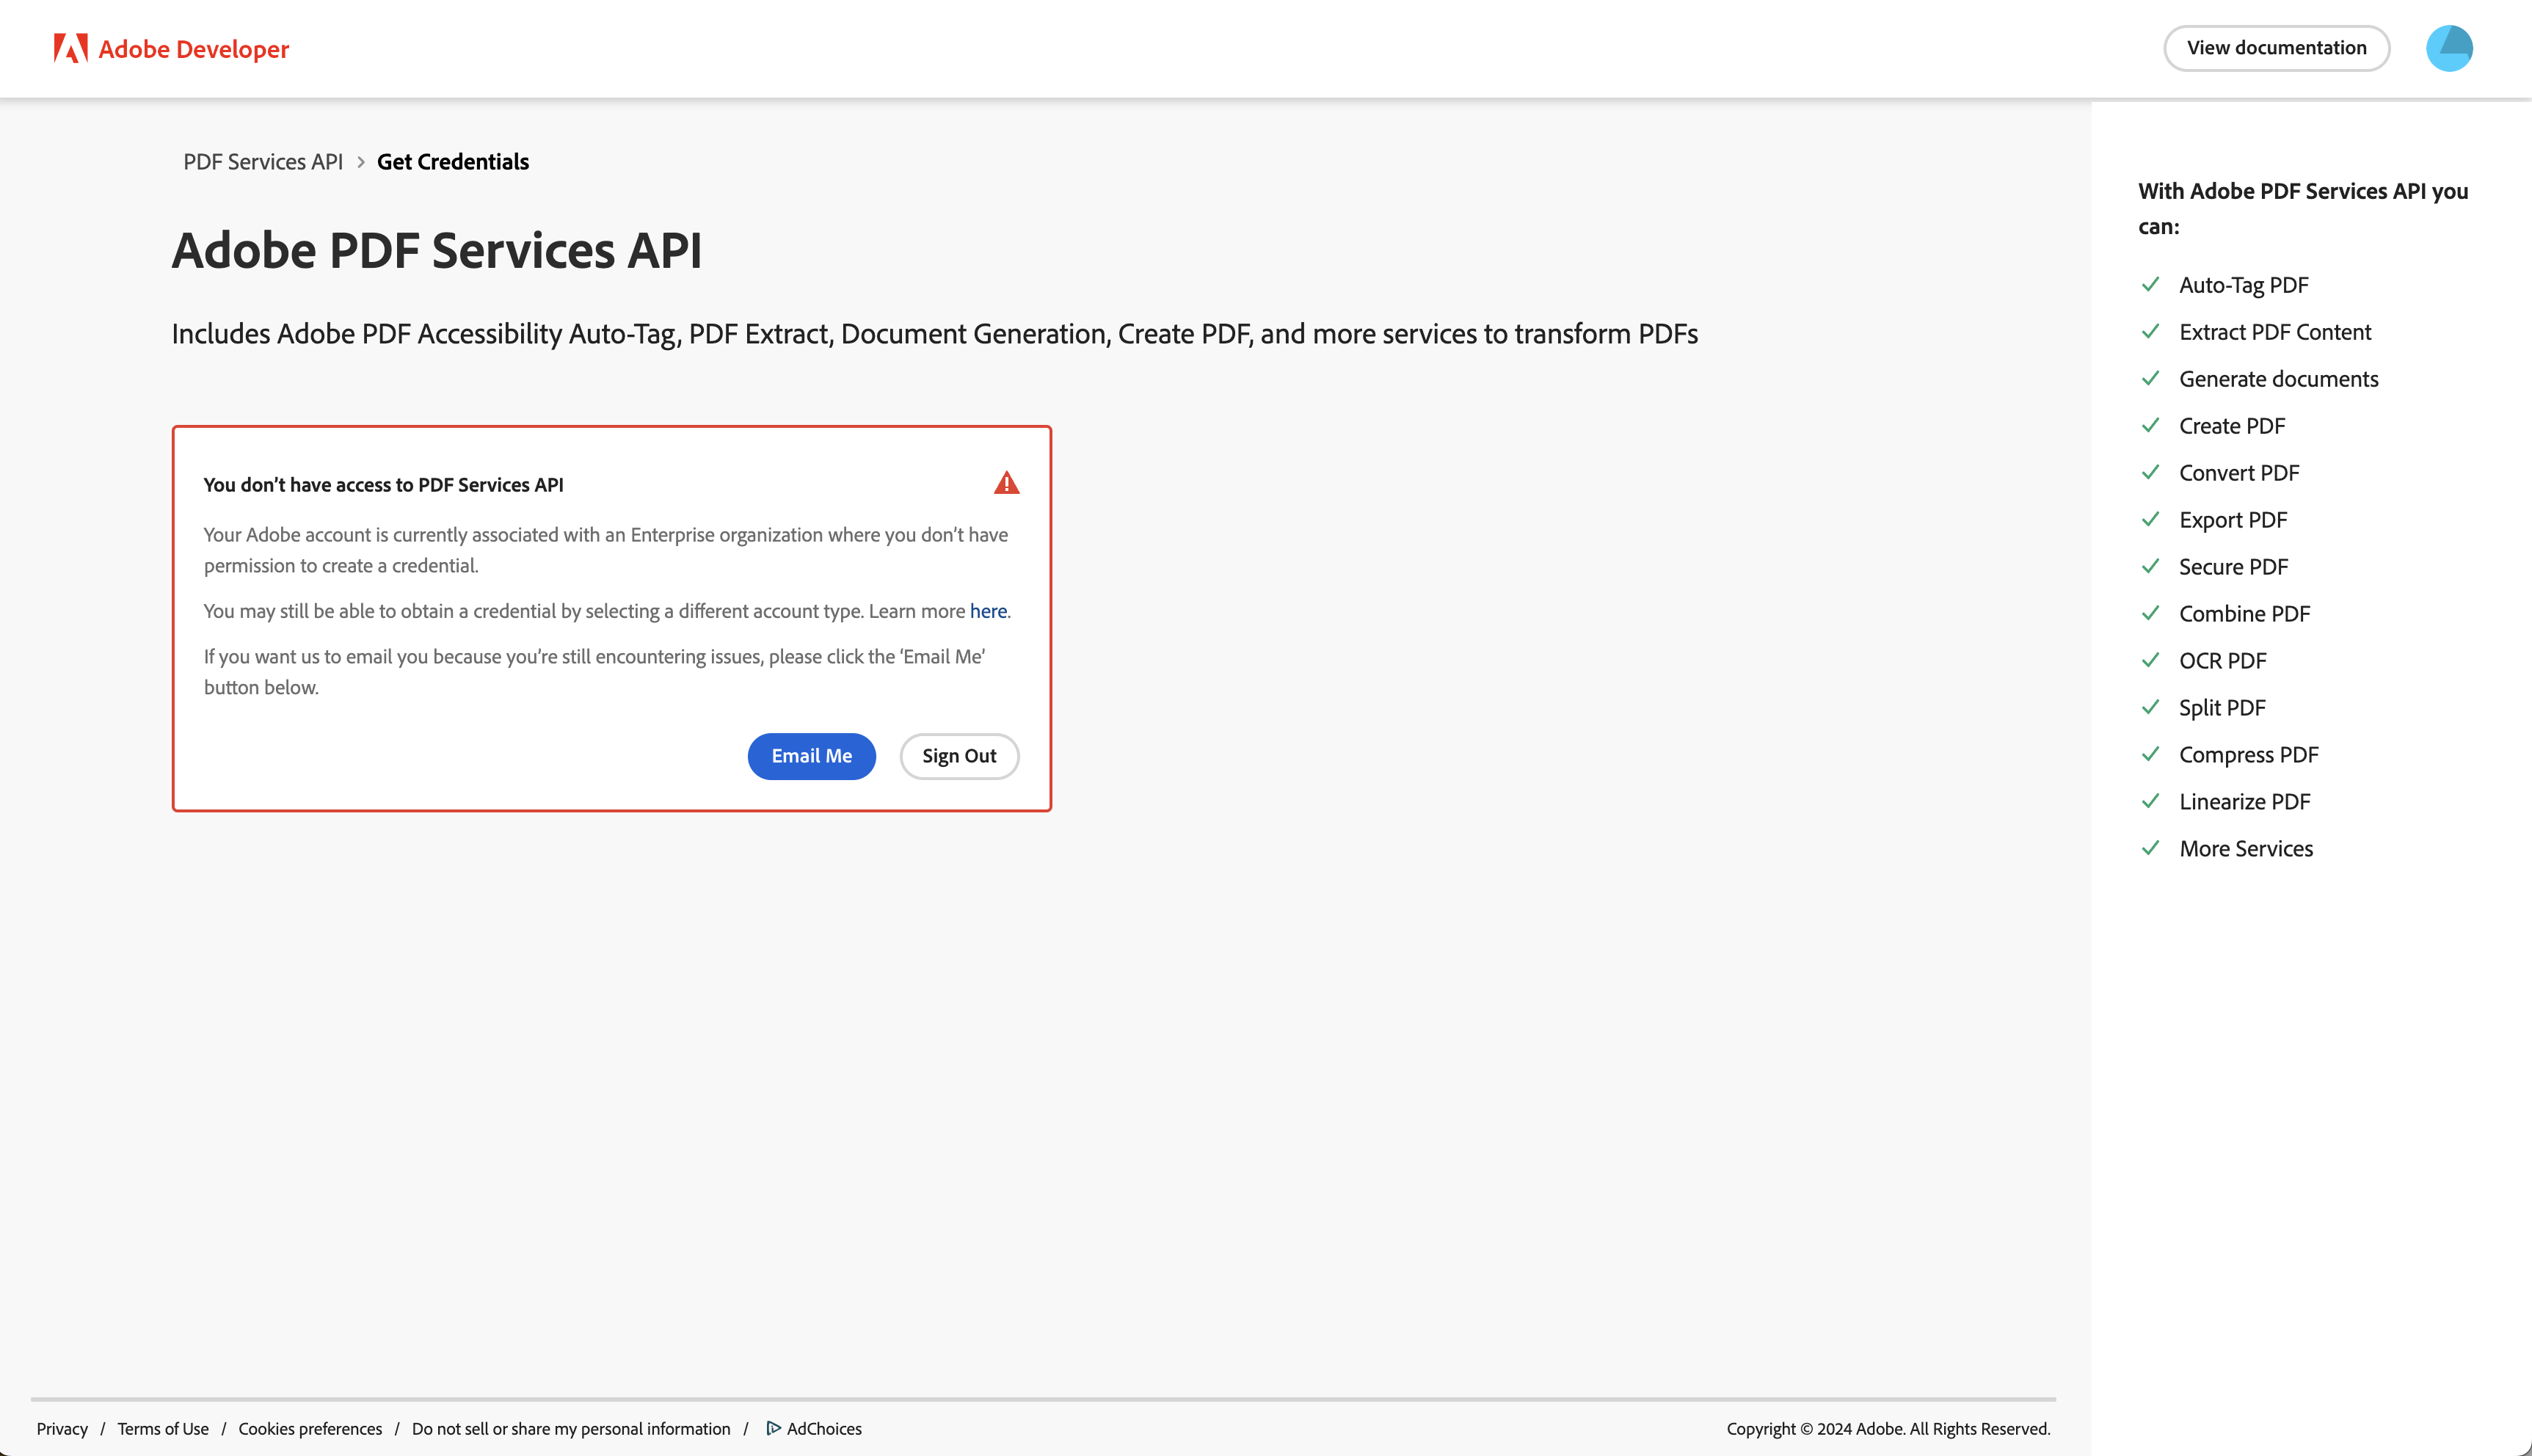 Adobe Developer
View documentation
PDF Services API > Get Credentials
Adobe PDF Services API
Includes Adobe PDF Accessibility Auto-Tag, PDF Extract, Document Generation, Create PDF, and more services to transform PDFs
You don’t have access to PDF Services API
Your Adobe account is currently associated with an Enterprise organization where you don’t have
permission to create a credential.
You may still be able to obtain a credential by selecting a different account type. Learn more here.
If you want us to email you because you’re still encountering issues, please click the ‘Email Me’
button below.
Email Me
Sign Out
With Adobe PDF Services API you
can:
Auto-Tag PDF
Extract PDF Content
Generate documents
Create PDF
Convert PDF
Export PDF
Secure PDF
Combine PDF
OCR PDF
Split PDF
Compress PDF
Linearize PDF
More Services
Privacy / Terms of Use / Cookies preferences / Do not sell or share my personal information / AdChoices
Copyright © 2024 Adobe. All Rights Reserved.